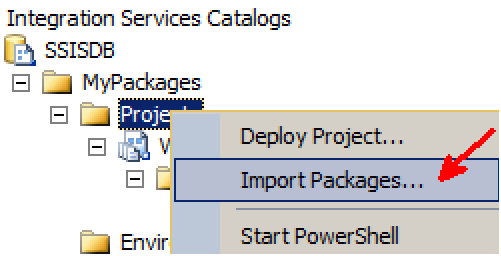 Integration Services Catalogs
SSISDB
MyPackages
Deploy Project...
Import Packages...
Start PowerShell